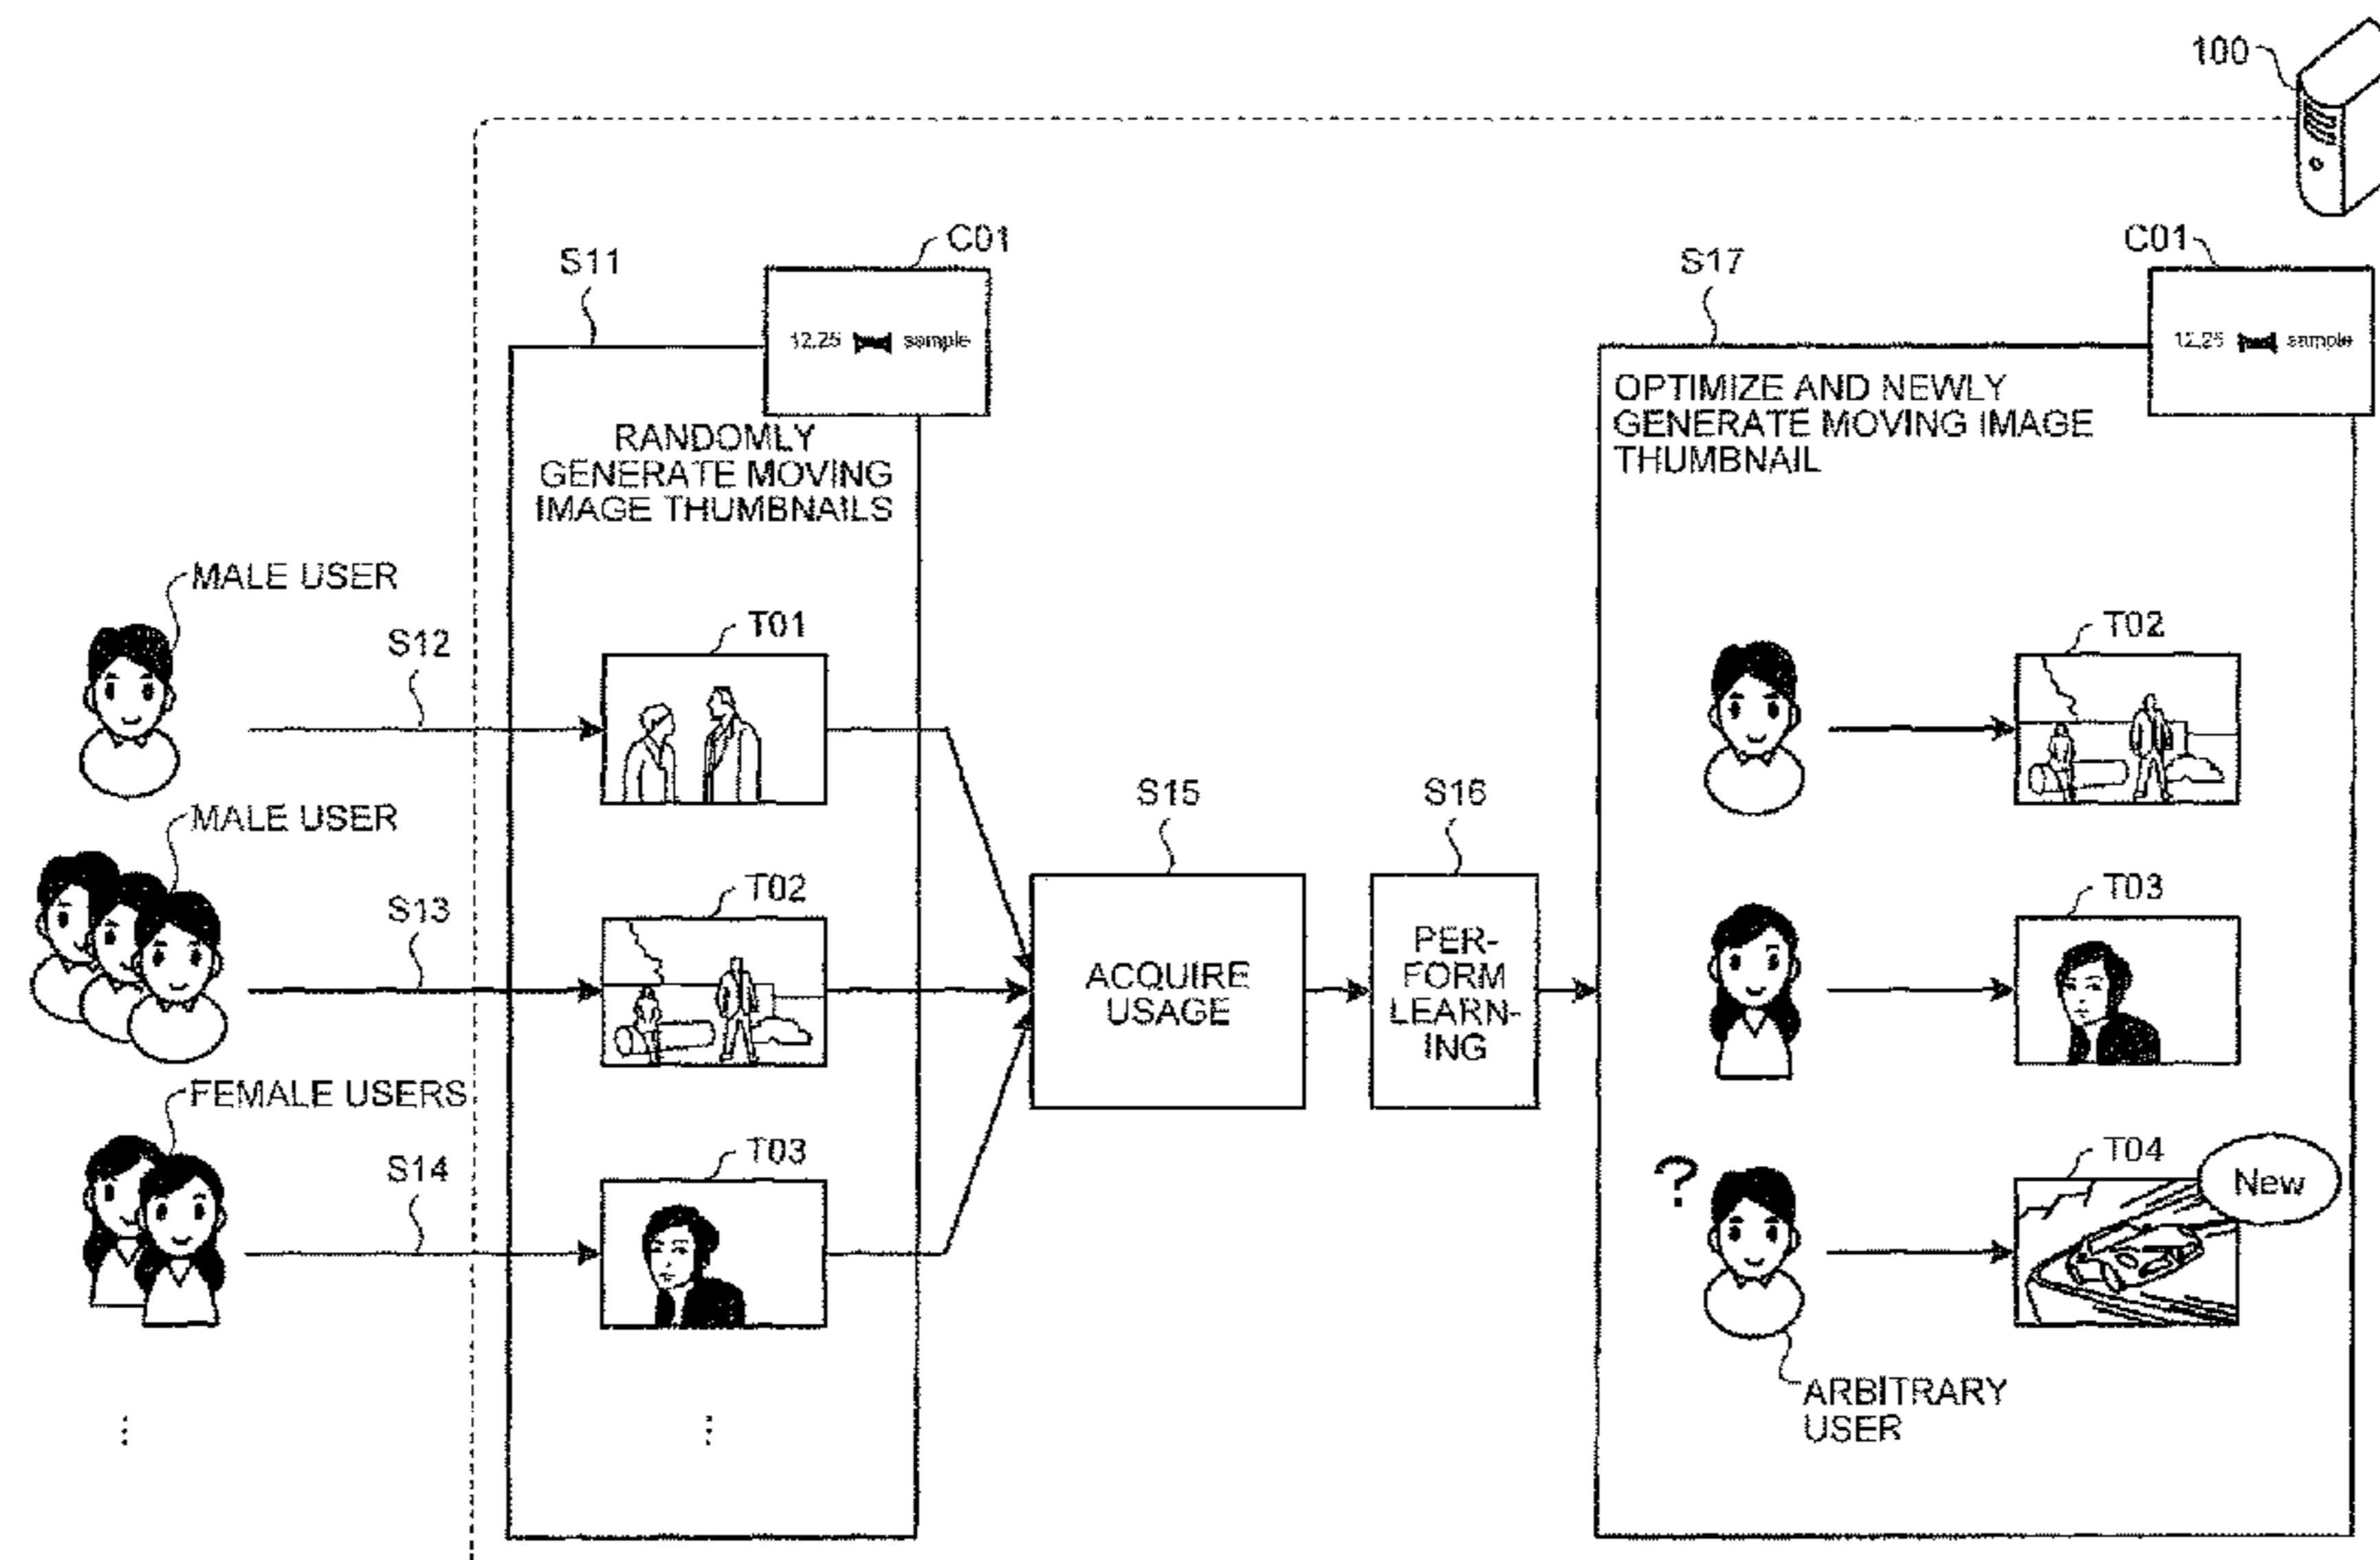 100
C01
C01
S11
S17
12.25 sample
12.25 sample
RANDOMLY
GENERATE MOVING
IMAGE THUMBNAILS
OPTIMIZE AND NEWLY
GENERATE MOVING IMAGE
THUMBNAIL
MALE USER
S12
T01
T02
MALE USER
S13
T02
S15
S16
T03
ACQUIRE
USAGE
PER-
FORM
LEARN-
ING
FEMALE USERS
S14
T03
?
T04
New
ARBITRARY
USER
⋮
⋮